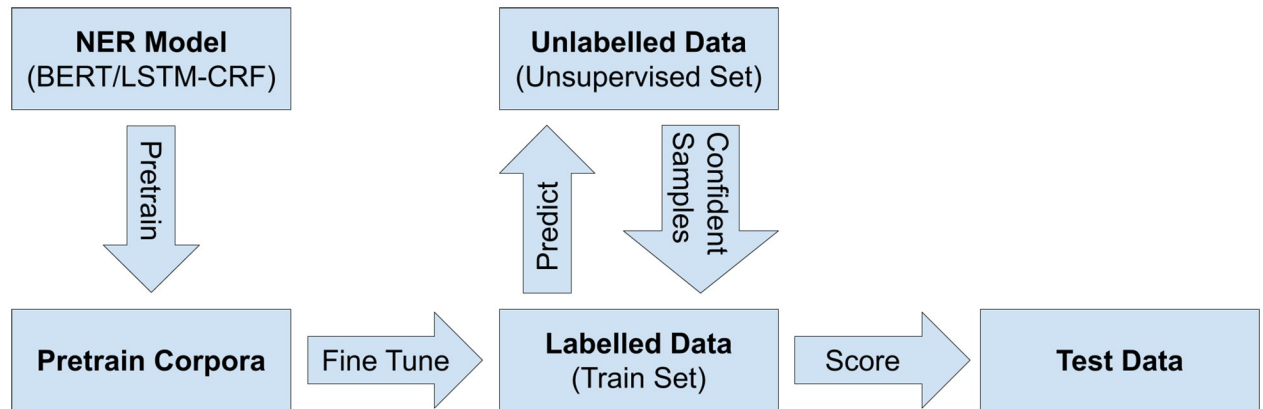 NER Model
(BERT/LSTM-CRF)
Unlabelled Data
(Unsupervised Set)
Pretrain
Predict
Confident
Samples
Pretrain Corpora
Fine Tune
Labelled Data
(Train Set)
Score
Test Data